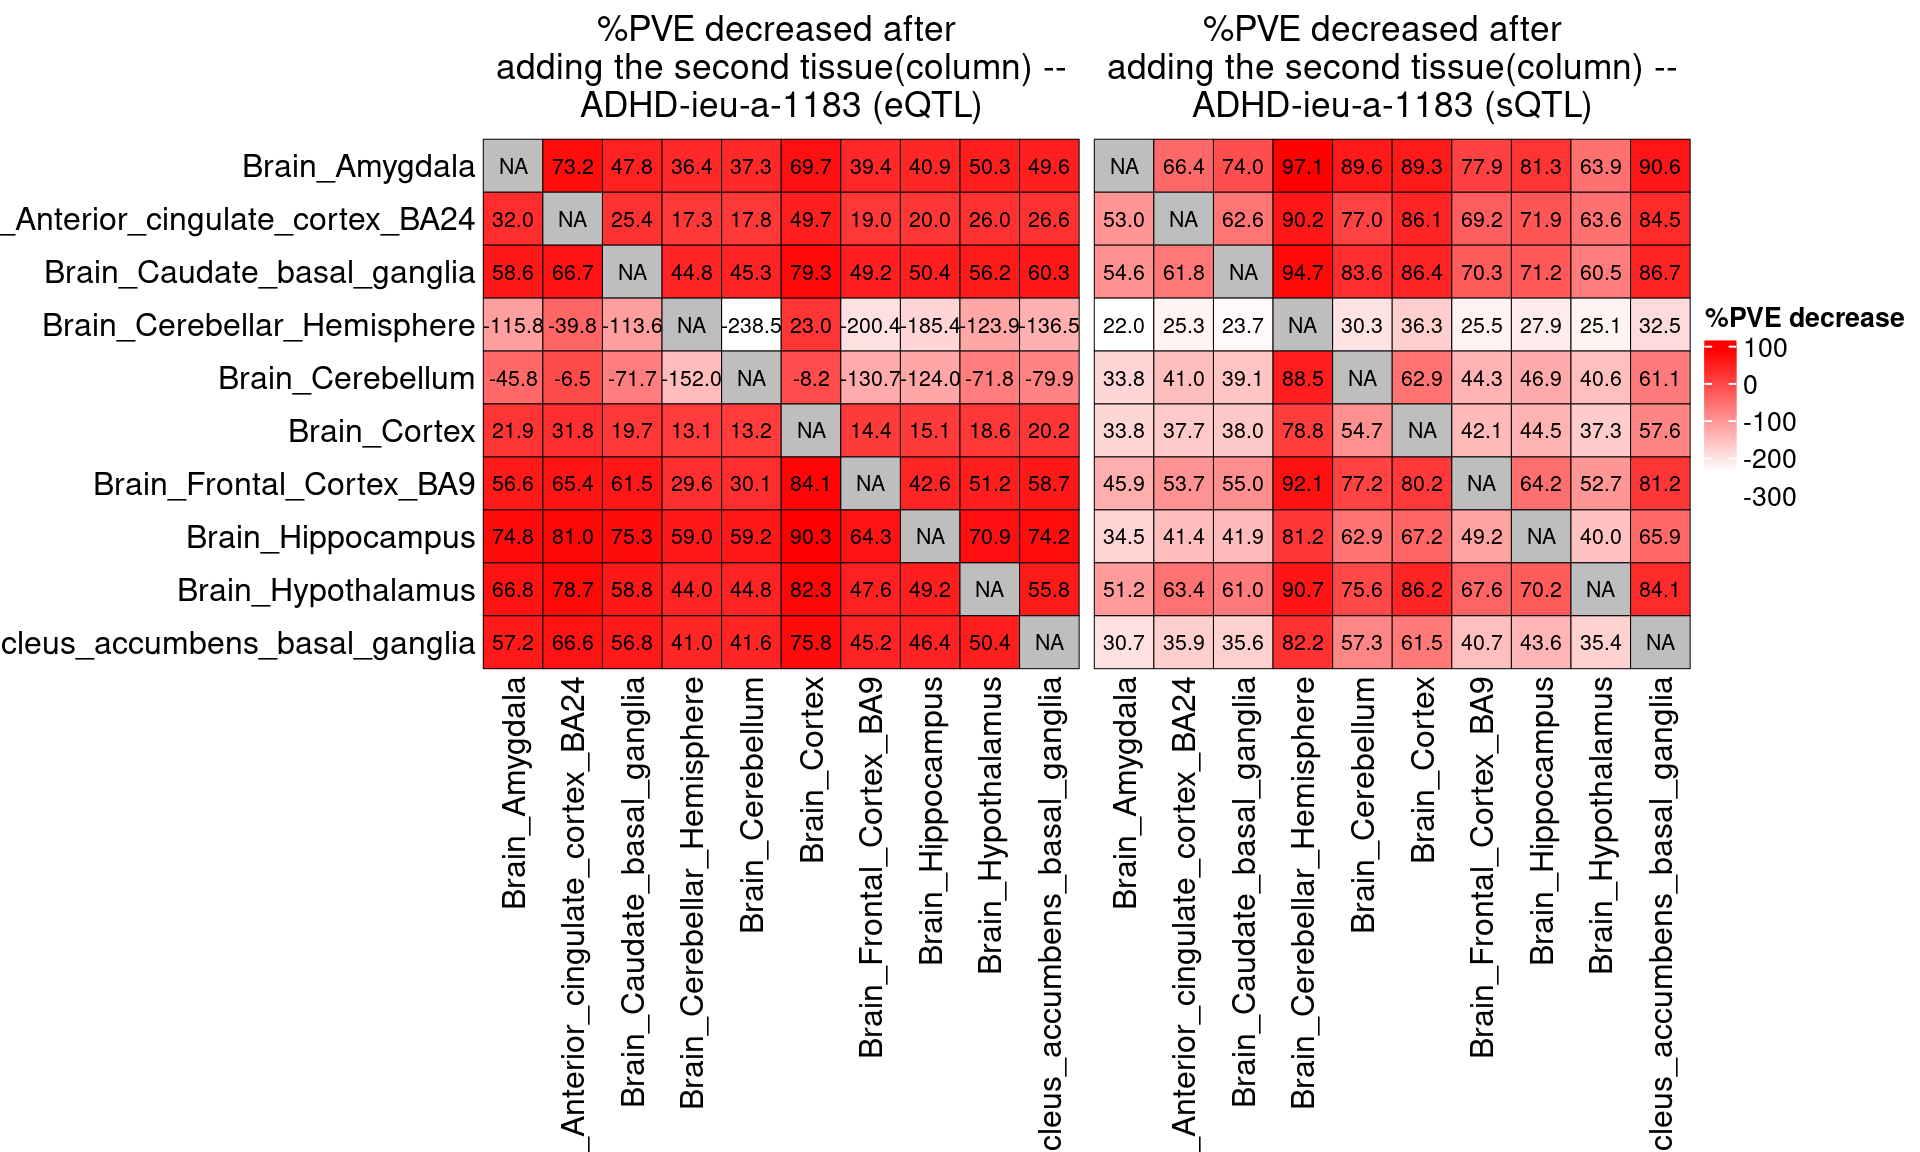 %PVE decreased after
adding the second tissue(column) --
ADHD-ieu-a-1183 (eQTL)
%PVE decreased after
adding the second tissue(column) --
ADHD-ieu-a-1183 (sQTL)
Brain_Amygdala NA 73.2 47.8 36.4 37.3 69.7 39.4 40.9 50.3 49.6 NA 66.4 74.0 97.1 89.6 89.3 77.9 81.3 63.9 90.6
_Anterior_cingulate_cortex_BA24 32.0 NA 25.4 17.3 17.8 49.7 19.0 20.0 26.0 26.6 53.0 NA 62.6 90.2 77.0 86.1 69.2 71.9 63.6 84.5
Brain_Caudate_basal_ganglia 58.6 66.7 NA 44.8 45.3 79.3 49.2 50.4 56.2 60.3 54.6 61.8 NA 94.7 83.6 86.4 70.3 71.2 60.5 86.7
Brain_Cerebellar_Hemisphere -115.8 -39.8 -113.6 NA -238.5 23.0 -200.4 -185.4 -123.9 -136.5 22.0 25.3 23.7 NA 30.3 36.3 25.5 27.9 25.1 32.5
Brain_Cerebellum -45.8 -6.5 -71.7 -152.0 NA -8.2 -130.7 -124.0 -71.8 -79.9 33.8 41.0 39.1 88.5 NA 62.9 44.3 46.9 40.6 61.1
Brain_Cortex 21.9 31.8 19.7 13.1 13.2 NA 14.4 15.1 18.6 20.2 33.8 37.7 38.0 78.8 54.7 NA 42.1 44.5 37.3 57.6
Brain_Frontal_Cortex_BA9 56.6 65.4 61.5 29.6 30.1 84.1 NA 42.6 51.2 58.7 45.9 53.7 55.0 92.1 77.2 80.2 NA 64.2 52.7 81.2
Brain_Hippocampus 74.8 81.0 75.3 59.0 59.2 90.3 64.3 NA 70.9 74.2 34.5 41.4 41.9 81.2 62.9 67.2 49.2 NA 40.0 65.9
Brain_Hypothalamus 66.8 78.7 58.8 44.0 44.8 82.3 47.6 49.2 NA 55.8 51.2 63.4 61.0 90.7 75.6 86.2 67.6 70.2 NA 84.1
cleus_accumbens_basal_ganglia 57.2 66.6 56.8 41.0 41.6 75.8 45.2 46.4 50.4 NA 30.7 35.9 35.6 82.2 57.3 61.5 40.7 43.6 35.4 NA
Brain_Amygdala
_Anterior_cingulate_cortex_BA24
Brain_Caudate_basal_ganglia
Brain_Cerebellar_Hemisphere
Brain_Cerebellum
Brain_Cortex
Brain_Frontal_Cortex_BA9
Brain_Hippocampus
Brain_Hypothalamus
cleus_accumbens_basal_ganglia
Brain_Amygdala
_Anterior_cingulate_cortex_BA24
Brain_Caudate_basal_ganglia
Brain_Cerebellar_Hemisphere
Brain_Cerebellum
Brain_Cortex
Brain_Frontal_Cortex_BA9
Brain_Hippocampus
Brain_Hypothalamus
cleus_accumbens_basal_ganglia
%PVE decrease
100
0
-100
-200
-300